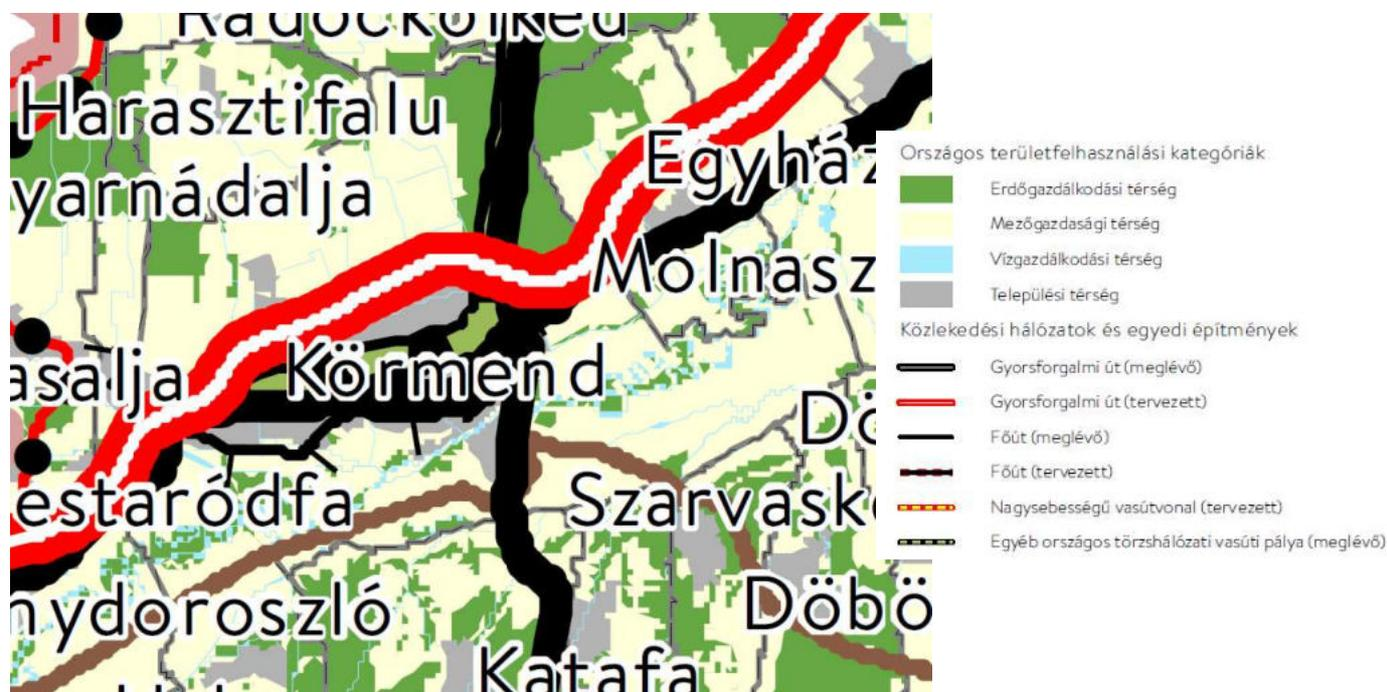 Radockölked
Harasztifalu
yarnádalja
Egyház
Molnasz
asalja
Körmend
Dö
estaródfa
Szarvask
nydoroszló
Döbö
Katafa
Országos területfelhasználási kategóriák
Erdőgazdálkodási térség
Mezőgazdasági térség
Vízgazdálkodási térség
Települési térség
Közlekedési hálózatok és egyedi építmények
Gyorsforgalmi út (meglévő)
Gyorsforgalmi út (tervezett)
Főút (meglévő)
Főút (tervezett)
Nagysebességű vasútvonal (tervezett)
Egyéb országos törzshálózati vasúti pálya (meglévő)